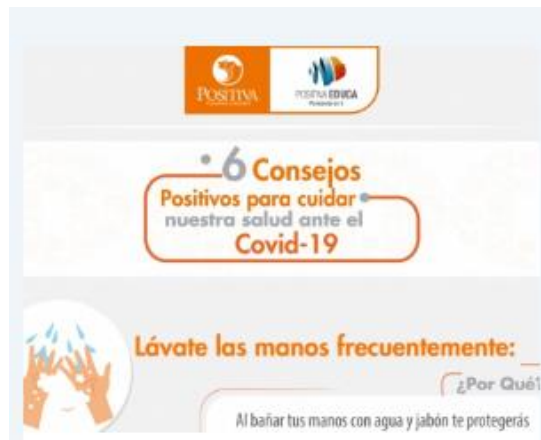 POSITIVA
POSITIVA EDUCA
6 Consejos
Positivos para cuidar
nuestra salud ante el
Covid-19
Lávate las manos frecuentemente:
¿Por Qué?
Al bañar tus manos con agua y jabón te protegerás